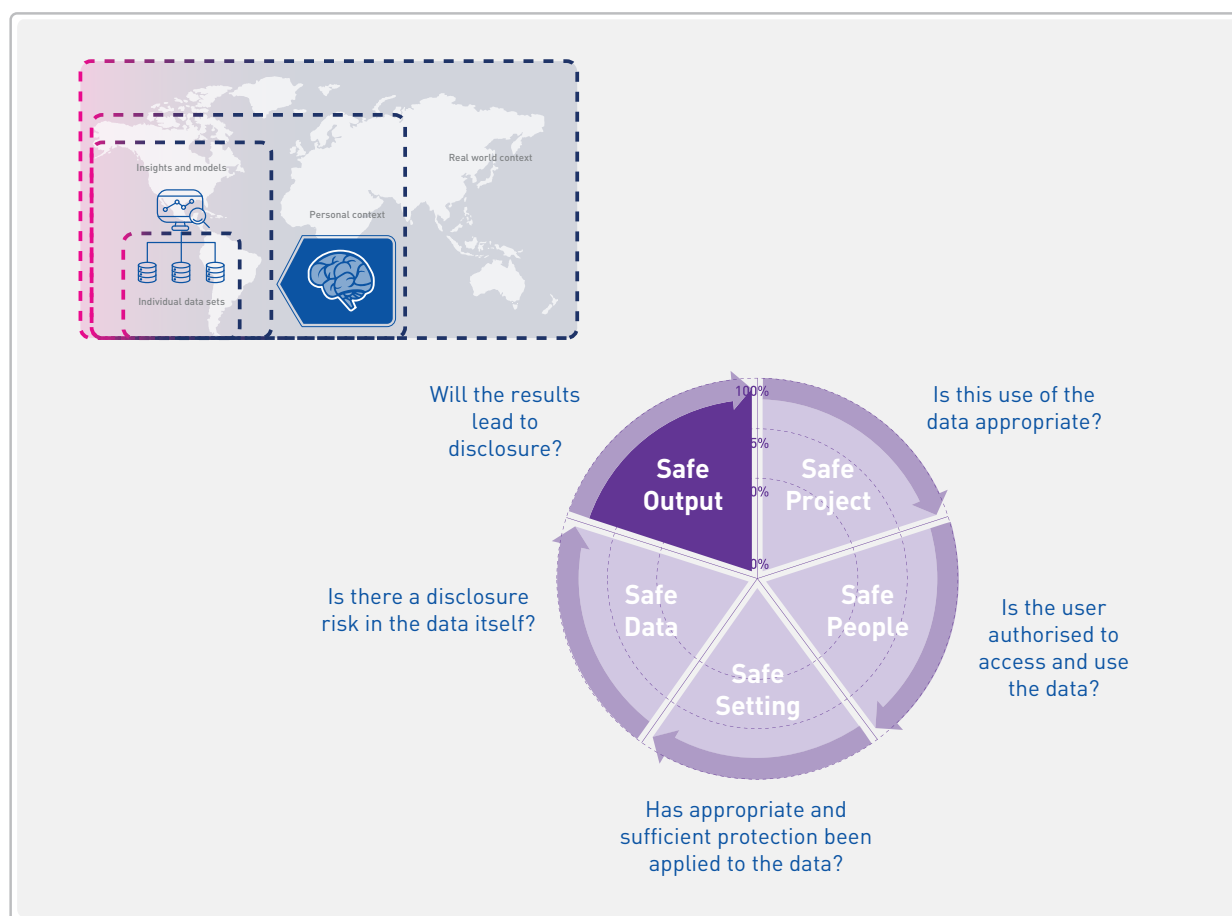 Insights and models
Real world context
Personal context
Individual data sets
Will the results
lead to
disclosure?
Is this use of the
data appropriate?
100%
5%
0%
0%
Safe
Output
Safe
Project
Is there a disclosure
risk in the data itself?
Safe
Data
Safe
People
Is the user
authorised to
access and use
the data?
Safe
Setting
Has appropriate and
sufficient protection been
applied to the data?